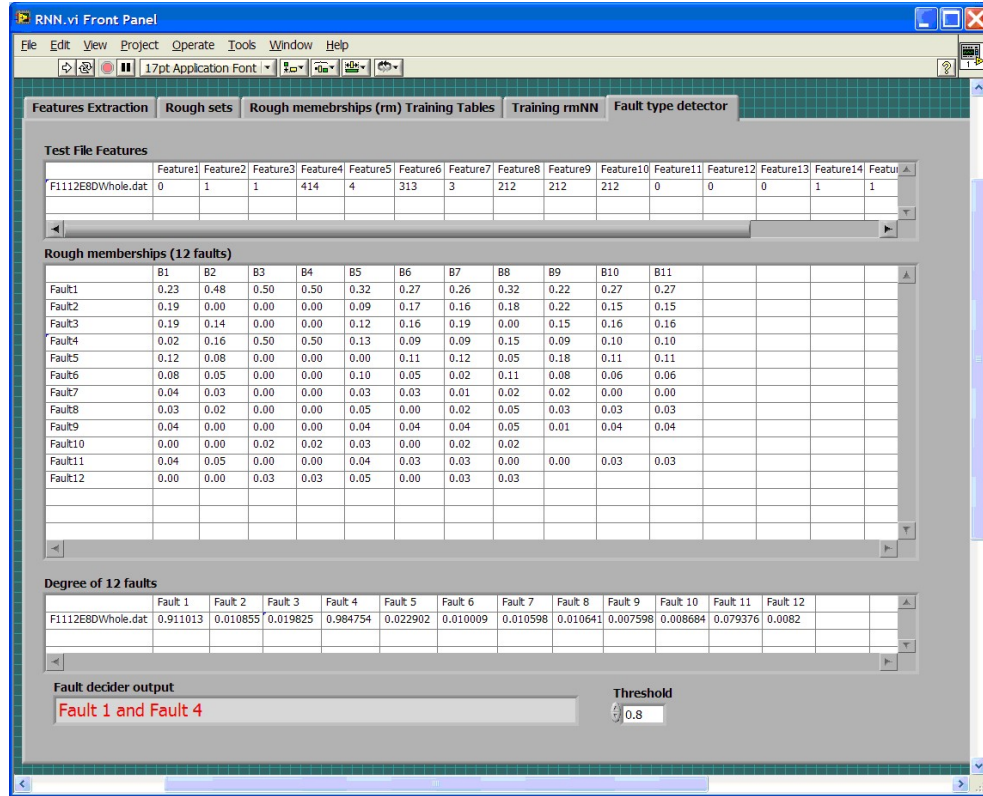 RNN.vi Front Panel
File Edit View Project Operate Tools Window Help
17pt Application Font
1
Features Extraction Rough sets Rough memebrships (rm) Training Tables Training rmNN Fault type detector
Test File Features
Feature1 Feature2 Feature3 Feature4 Feature5 Feature6 Feature7 Feature8 Feature9 Feature10 Feature11 Feature12 Feature13 Feature14 Featur
F1112E8DWhole.dat 0 1 1 414 4 313 3 212 212 212 0 0 0 1 1
Rough memberships (12 faults)
B1 B2 B3 B4 B5 B6 B7 B8 B9 B10 B11
Fault1 0.23 0.48 0.50 0.50 0.32 0.27 0.26 0.32 0.22 0.27 0.27
Fault2 0.19 0.00 0.00 0.00 0.09 0.17 0.16 0.18 0.22 0.15 0.15
Fault3 0.19 0.14 0.00 0.00 0.12 0.16 0.19 0.00 0.15 0.16 0.16
Fault4 0.02 0.16 0.50 0.50 0.13 0.09 0.09 0.15 0.09 0.10 0.10
Fault5 0.12 0.08 0.00 0.00 0.00 0.11 0.12 0.05 0.18 0.11 0.11
Fault6 0.08 0.05 0.00 0.00 0.10 0.05 0.02 0.11 0.08 0.06 0.06
Fault7 0.04 0.03 0.00 0.00 0.03 0.03 0.01 0.02 0.02 0.00 0.00
Fault8 0.03 0.02 0.00 0.00 0.05 0.00 0.02 0.05 0.03 0.03 0.03
Fault9 0.04 0.00 0.00 0.00 0.04 0.04 0.04 0.05 0.01 0.04 0.04
Fault10 0.00 0.00 0.02 0.02 0.03 0.00 0.02 0.02
Fault11 0.04 0.05 0.00 0.00 0.04 0.03 0.03 0.00 0.00 0.03 0.03
Fault12 0.00 0.00 0.03 0.03 0.05 0.00 0.03 0.03
Degree of 12 faults
Fault 1 Fault 2 Fault 3 Fault 4 Fault 5 Fault 6 Fault 7 Fault 8 Fault 9 Fault 10 Fault 11 Fault 12
F1112E8DWhole.dat 0.911013 0.010855 0.019825 0.984754 0.022902 0.010009 0.010598 0.010641 0.007598 0.008684 0.079376 0.0082
Fault decider output
Fault 1 and Fault 4
Threshold
0.8